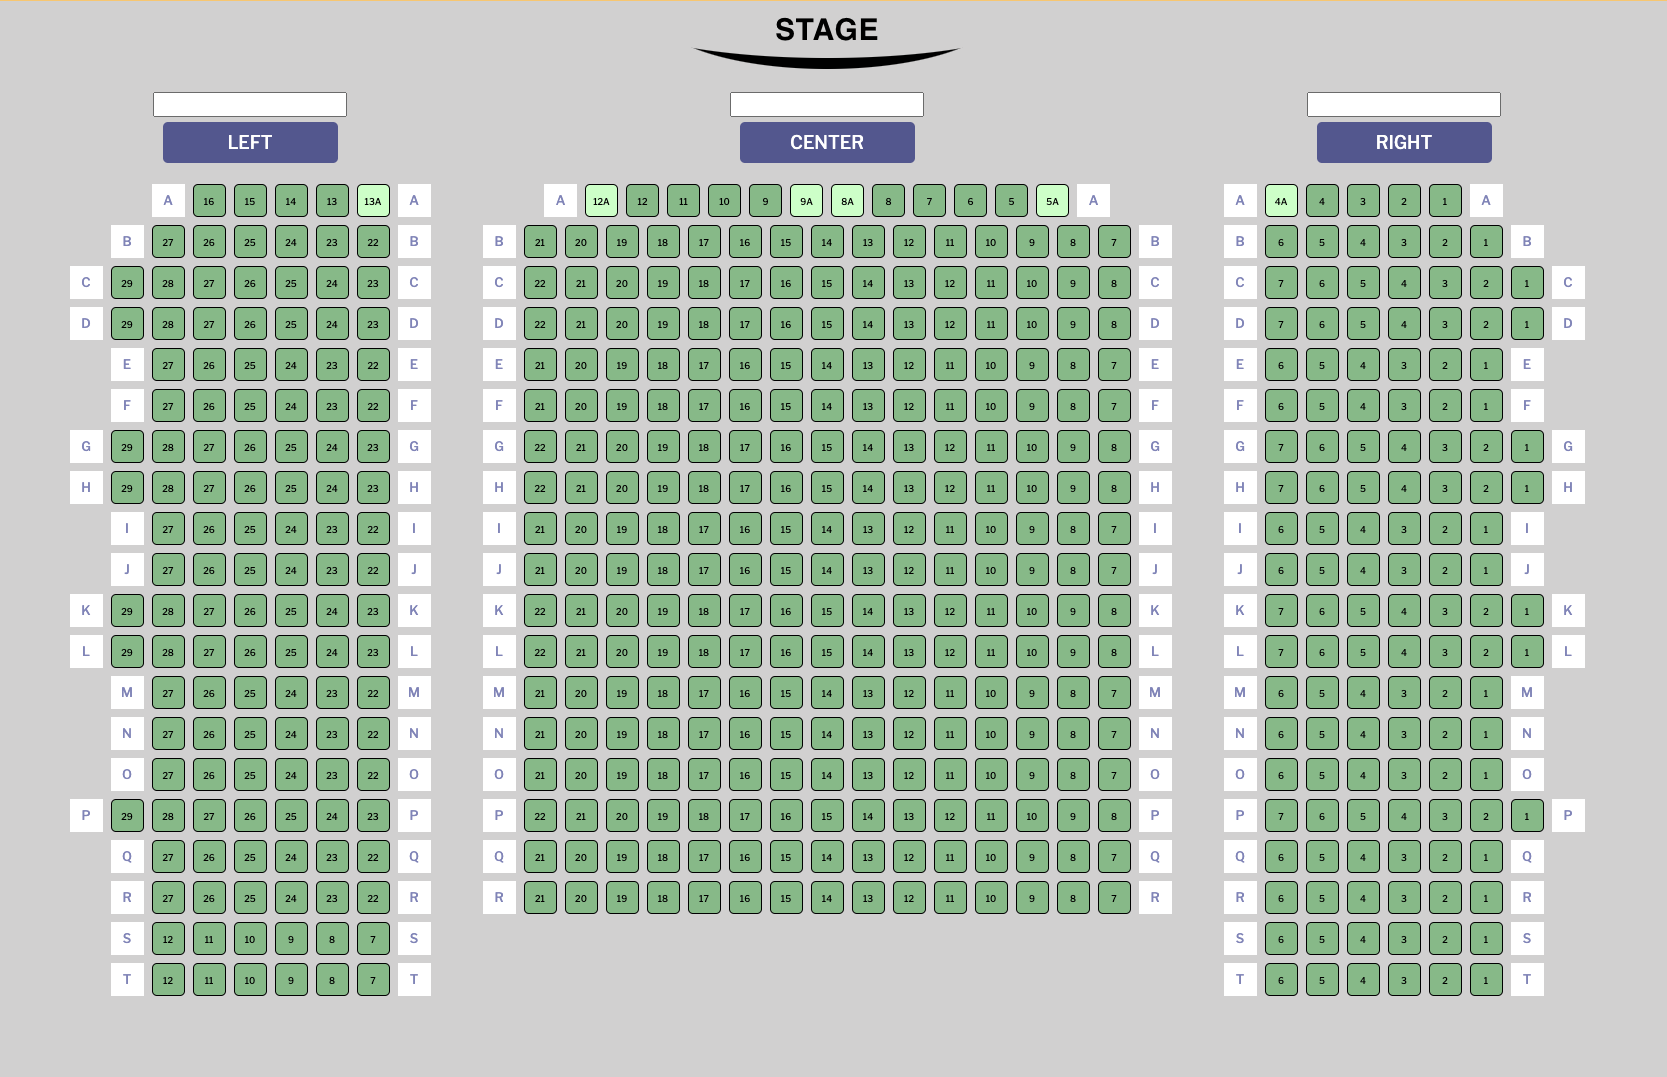 STAGE
LEFT CENTER RIGHT
A 16 15 14 13 13A A A 12A 12 11 10 9 9A 8A 8 7 6 5 5A A A 4A 4 3 2 1 A
B 27 26 25 24 23 22 B B 21 20 19 18 17 16 15 14 13 12 11 10 9 8 7 B B 6 5 4 3 2 1 B
C 29 28 27 26 25 24 23 C C 22 21 20 19 18 17 16 15 14 13 12 11 10 9 8 C C 7 6 5 4 3 2 1 C
D 29 28 27 26 25 24 23 D D 22 21 20 19 18 17 16 15 14 13 12 11 10 9 8 D D 7 6 5 4 3 2 1 D
E 27 26 25 24 23 22 E E 21 20 19 18 17 16 15 14 13 12 11 10 9 8 7 E E 6 5 4 3 2 1 E
F 27 26 25 24 23 22 F F 21 20 19 18 17 16 15 14 13 12 11 10 9 8 7 F F 6 5 4 3 2 1 F
G 29 28 27 26 25 24 23 G G 22 21 20 19 18 17 16 15 14 13 12 11 10 9 8 G G 7 6 5 4 3 2 1 G
H 29 28 27 26 25 24 23 H H 22 21 20 19 18 17 16 15 14 13 12 11 10 9 8 H H 7 6 5 4 3 2 1 H
I 27 26 25 24 23 22 I I 21 20 19 18 17 16 15 14 13 12 11 10 9 8 7 I I 6 5 4 3 2 1 I
J 27 26 25 24 23 22 J J 21 20 19 18 17 16 15 14 13 12 11 10 9 8 7 J J 6 5 4 3 2 1 J
K 29 28 27 26 25 24 23 K K 22 21 20 19 18 17 16 15 14 13 12 11 10 9 8 K K 7 6 5 4 3 2 1 K
L 29 28 27 26 25 24 23 L L 22 21 20 19 18 17 16 15 14 13 12 11 10 9 8 L L 7 6 5 4 3 2 1 L
M 27 26 25 24 23 22 M M 21 20 19 18 17 16 15 14 13 12 11 10 9 8 7 M M 6 5 4 3 2 1 M
N 27 26 25 24 23 22 N N 21 20 19 18 17 16 15 14 13 12 11 10 9 8 7 N N 6 5 4 3 2 1 N
O 27 26 25 24 23 22 O O 21 20 19 18 17 16 15 14 13 12 11 10 9 8 7 O O 6 5 4 3 2 1 O
P 29 28 27 26 25 24 23 P P 22 21 20 19 18 17 16 15 14 13 12 11 10 9 8 P P 7 6 5 4 3 2 1 P
Q 27 26 25 24 23 22 Q Q 21 20 19 18 17 16 15 14 13 12 11 10 9 8 7 Q Q 6 5 4 3 2 1 Q
R 27 26 25 24 23 22 R R 21 20 19 18 17 16 15 14 13 12 11 10 9 8 7 R R 6 5 4 3 2 1 R
S 12 11 10 9 8 7 S S 6 5 4 3 2 1 S
T 12 11 10 9 8 7 T T 6 5 4 3 2 1 T